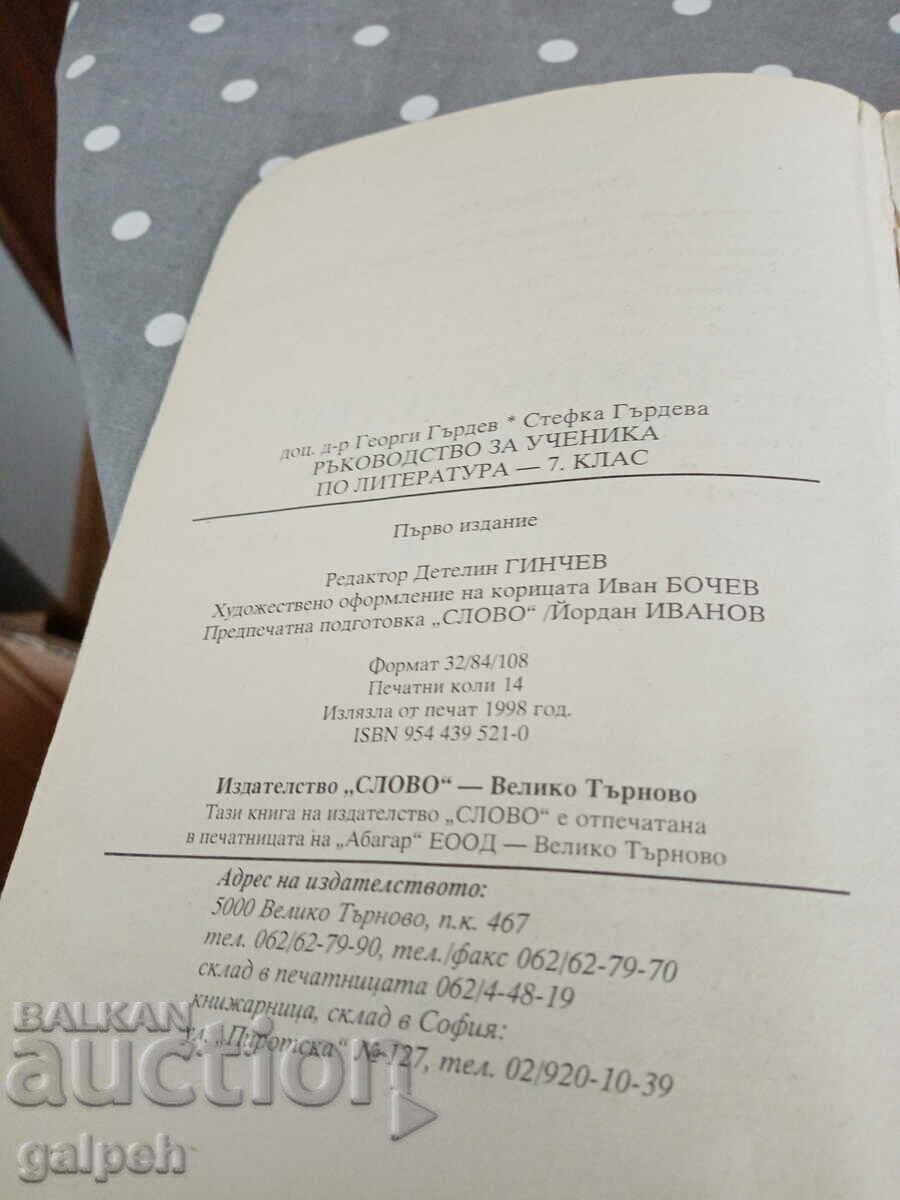 доц. д-р Георги Гърдев * Стефка Гърдева
РЪКОВОДСТВО ЗА УЧЕНИКА
ПО ЛИТЕРАТУРА — 7. КЛАС
Първо издание
Редактор Детелин ГИНЧЕВ
Художествено оформление на корицата Иван БОЧЕВ
Предпечатна подготовка „СЛОВО“ /Йордан ИВАНОВ
Формат 32/84/108
Печатни коли 14
Излязла от печат 1998 год.
ISBN 954 439 521-0
Издателство „СЛОВО“ — Велико Търново
Тази книга на издателство „СЛОВО“ е отпечатана
в печатницата на „Абагар“ ЕООД — Велико Търново
Адрес на издателството:
5000 Велико Търново, п.к. 467
тел. 062/62-79-90, тел./факс 062/62-79-70
склад в печатницата 062/4-48-19
книжарница, склад в София:
ул. „Пиротска“ № 127, тел. 02/920-10-39
BALKAN
auction
galpeh